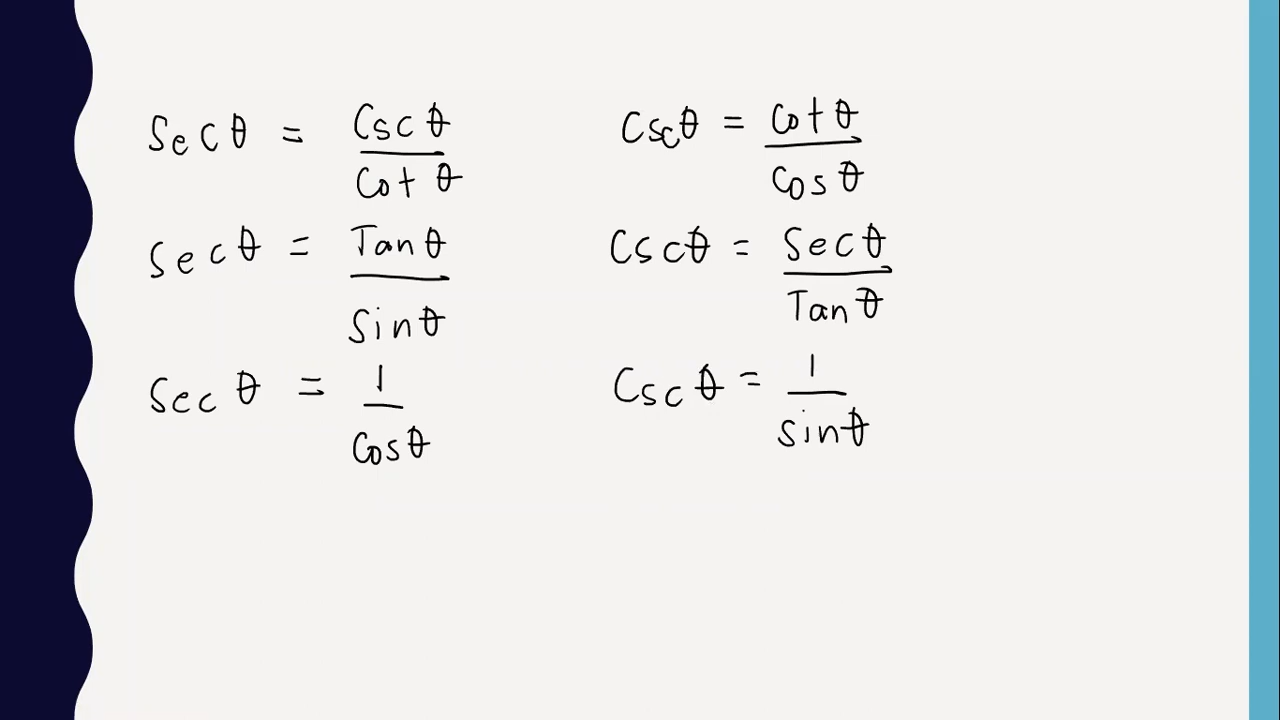 Sec θ = Csc θ / Cot θ
Csc θ = Cot θ / Cos θ
Sec θ = Tan θ / Sin θ
Csc θ = Sec θ / Tan θ
Sec θ = 1 / Cos θ
Csc θ = 1 / Sin θ